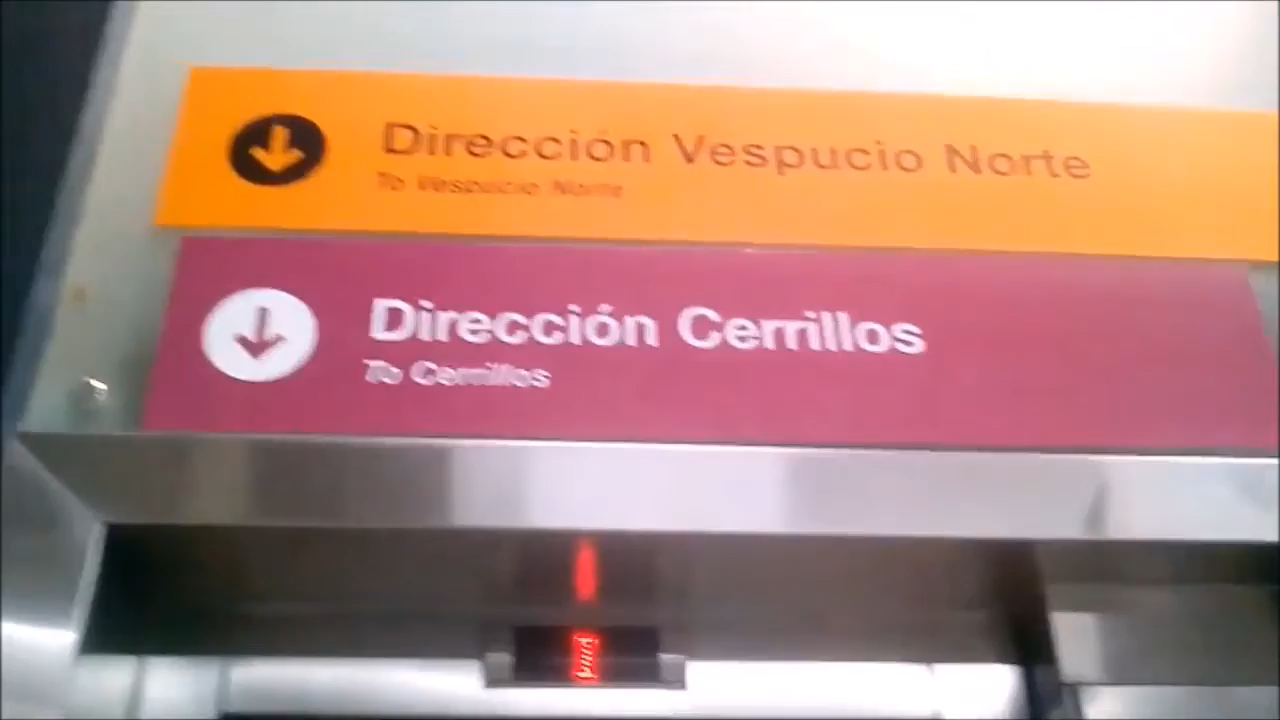 Dirección Vespucio Norte
To Vespucio Norte
Dirección Cerrillos
To Cerrillos